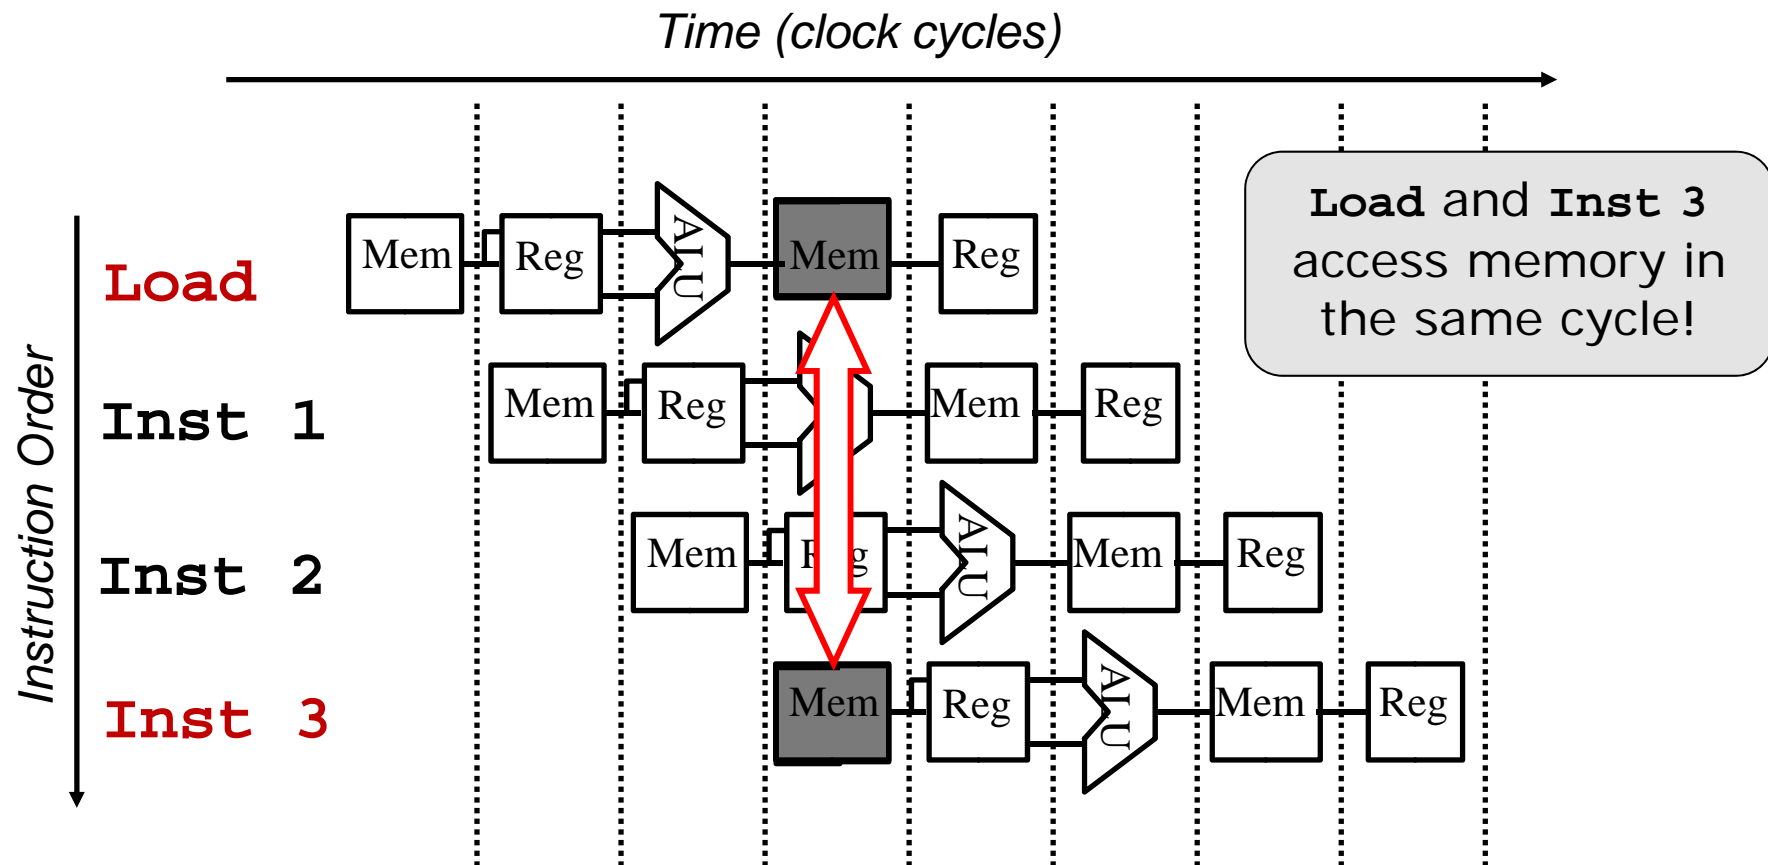 Time (clock cycles)
Load and Inst 3
access memory in
the same cycle!
Instruction Order
Load
Mem Reg ALU Mem Reg
Inst 1
Mem Reg Mem Reg
Inst 2
Mem Reg ALU Mem Reg
Inst 3
Mem Reg ALU Mem Reg